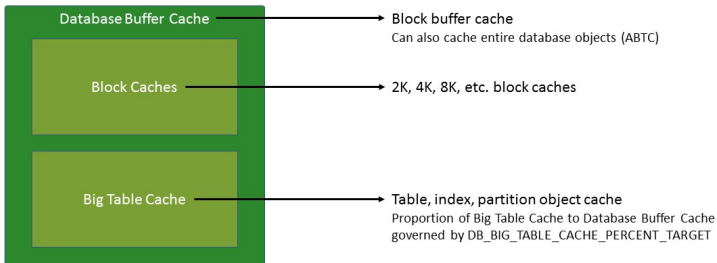 Database Buffer Cache
Block buffer cache
Can also cache entire database objects (ABTC)
Block Caches
2K, 4K, 8K, etc. block caches
Big Table Cache
Table, index, partition object cache
Proportion of Big Table Cache to Database Buffer Cache
governed by DB_BIG_TABLE_CACHE_PERCENT_TARGET